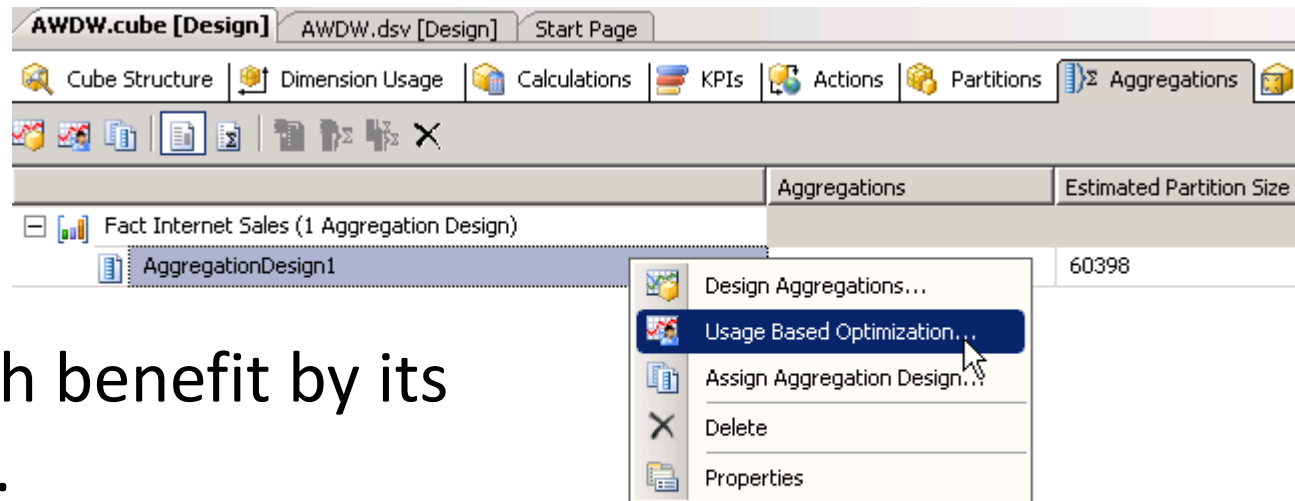 AWDW.cube [Design] AWDW.dsv [Design] Start Page
Cube Structure Dimension Usage Calculations KPIs Actions Partitions Σ Aggregations
Aggregations Estimated Partition Size
Fact Internet Sales (1 Aggregation Design)
AggregationDesign1 60398
Design Aggregations...
Usage Based Optimization...
Assign Aggregation Design...
Delete
Properties
h benefit by its
.